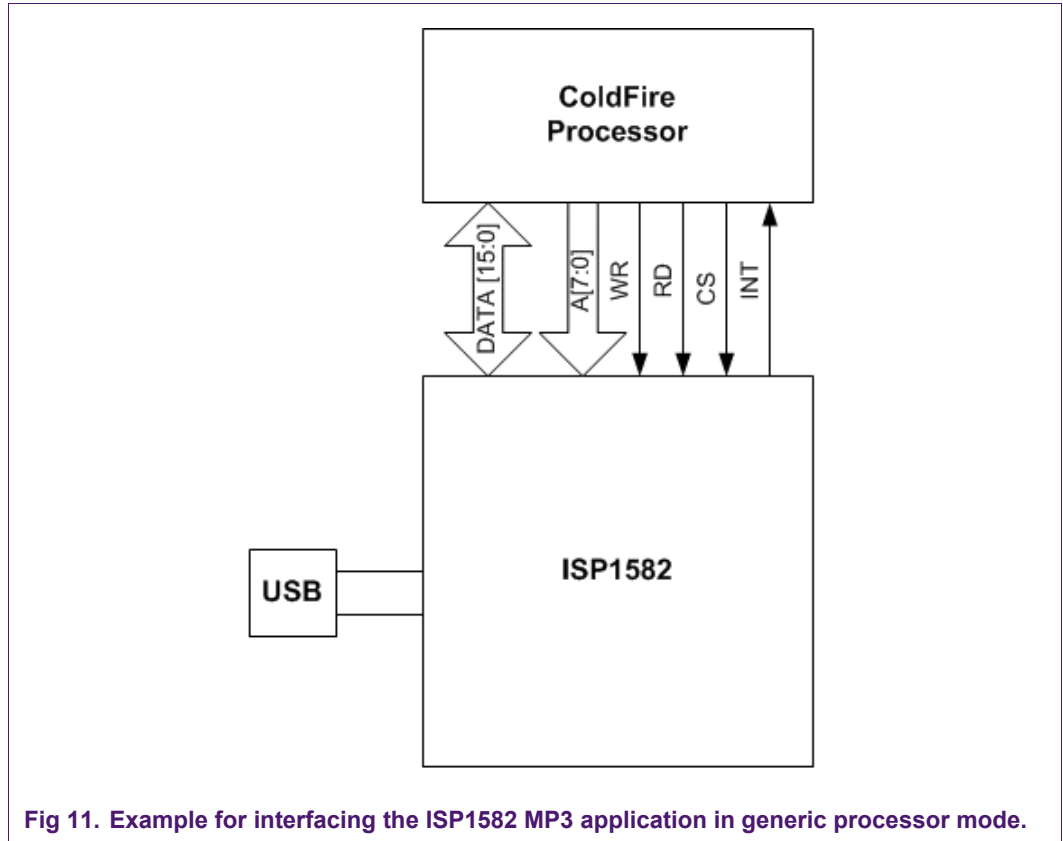 ColdFire
Processor
DATA [15:0]
A[7:0]
WR
RD
CS
INT
USB
ISP1582
Fig 11. Example for interfacing the ISP1582 MP3 application in generic processor mode.